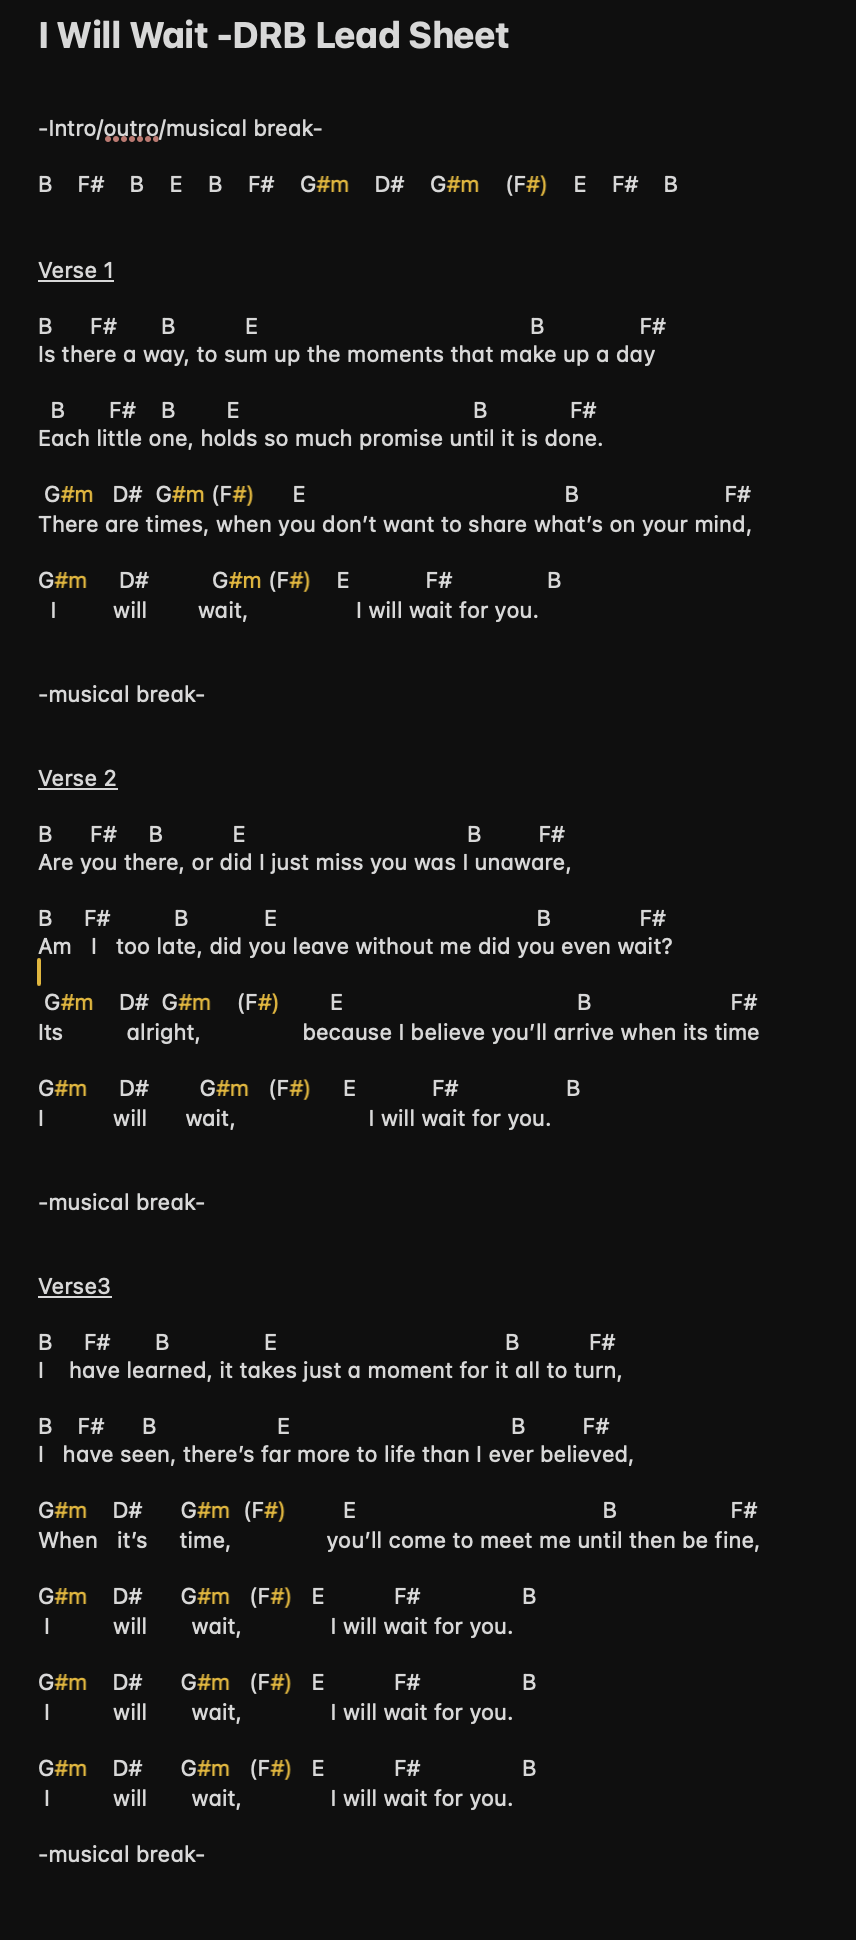 I Will Wait -DRB Lead Sheet
-Intro/outro/musical break-
B F# B E B F# G#m D# G#m (F#) E F# B
Verse 1
B F# B E B F#
Is there a way, to sum up the moments that make up a day
B F# B E B F#
Each little one, holds so much promise until it is done.
G#m D# G#m (F#) E B F#
There are times, when you don’t want to share what’s on your mind,
G#m D# G#m (F#) E F# B
I will wait, I will wait for you.
-musical break-
Verse 2
B F# B E B F#
Are you there, or did I just miss you was I unaware,
B F# B E B F#
Am I too late, did you leave without me did you even wait?
G#m D# G#m (F#) E B F#
Its alright, because I believe you’ll arrive when its time
G#m D# G#m (F#) E F# B
I will wait, I will wait for you.
-musical break-
Verse3
B F# B E B F#
I have learned, it takes just a moment for it all to turn,
B F# B E B F#
I have seen, there’s far more to life than I ever believed,
G#m D# G#m (F#) E B F#
When it’s time, you’ll come to meet me until then be fine,
G#m D# G#m (F#) E F# B
I will wait, I will wait for you.
G#m D# G#m (F#) E F# B
I will wait, I will wait for you.
G#m D# G#m (F#) E F# B
I will wait, I will wait for you.
-musical break-